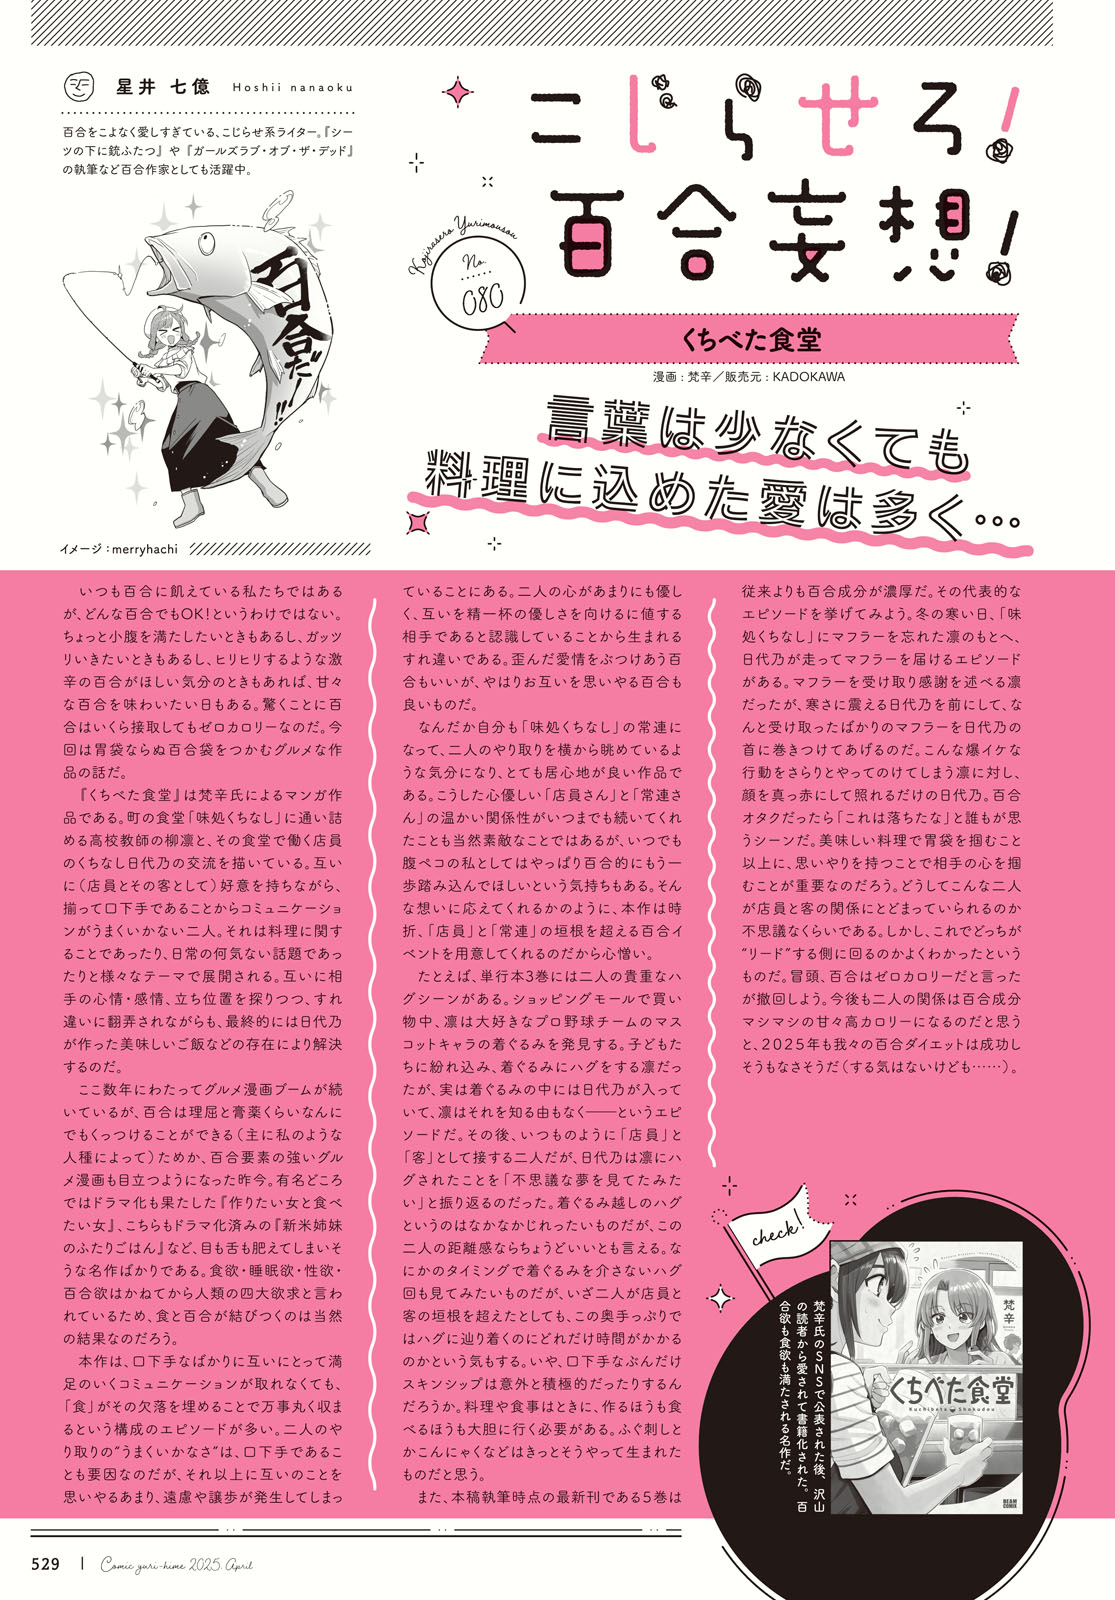 星井 七億 Hoshii nanaoku
百合をこよなく愛しすぎている、こじらせ系ライター。『シー
ツの下に銃ふたつ』や『ガールズラブ・オブ・ザ・デッド』
の執筆など百合作家としても活躍中。
百合だー!!
イメージ：merryhachi
こじらせろ!
百合妄想!
Kojirasero Yurimousou
No.
080
くちべた食堂
漫画：梵辛／販売元：KADOKAWA
言葉は少なくても
料理に込めた愛は多く…
いつも百合に飢えている私たちではある
が、どんな百合でもOK!というわけではない。
ちょっと小腹を満たしたいときもあるし、ガッツ
リいきたいときもあるし、ヒリヒリするような激
辛の百合がほしい気分のときもあれば、甘々
な百合を味わいたい日もある。驚くことに百
合はいくら接取してもゼロカロリーなのだ。今
回は胃袋ならぬ百合袋をつかむグルメな作
品の話だ。
『くちべた食堂』は梵辛氏によるマンガ作
品である。町の食堂「味処くちなし」に通い詰
める高校教師の柳凛と、その食堂で働く店員
のくちなし日代乃の交流を描いている。互い
に（店員とその客として）好意を持ちながら、
揃って口下手であることからコミュニケーショ
ンがうまくいかない二人。それは料理に関す
ることであったり、日常の何気ない話題であっ
たりと様々なテーマで展開される。互いに相
手の心情・感情、立ち位置を探りつつ、すれ
違いに翻弄されながらも、最終的には日代乃
が作った美味しいご飯などの存在により解決
するのだ。
ここ数年にわたってグルメ漫画ブームが続
いているが、百合は理屈と膏薬くらいなんに
でもくっつけることができる（主に私のような
人種によって）ためか、百合要素の強いグル
メ漫画も目立つようになった昨今。有名どころ
ではドラマ化も果たした『作りたい女と食べ
たい女』、こちらもドラマ化済みの『新米姉妹
のふたりごはん』など、目も舌も肥えてしまいそ
うな名作ばかりである。食欲・睡眠欲・性欲・
百合欲はかねてから人類の四大欲求と言わ
れているため、食と百合が結びつくのは当然
の結果なのだろう。
本作は、口下手なばかりに互いにとって満
足のいくコミュニケーションが取れなくても、
「食」がその欠落を埋めることで万事丸く収ま
るという構成のエピソードが多い。二人のや
り取りの“うまくいかなさ”は、口下手であるこ
とも要因なのだが、それ以上に互いのことを
思いやるあまり、遠慮や譲歩が発生してしまっ
ていることにある。二人の心があまりにも優し
く、互いを精一杯の優しさを向けるに値する
相手であると認識していることから生まれる
すれ違いである。歪んだ愛情をぶつけあう百
合もいいが、やはりお互いを思いやる百合も
良いものだ。
なんだか自分も「味処くちなし」の常連に
なって、二人のやり取りを横から眺めているよ
うな気分になり、とても居心地が良い作品で
ある。こうした心優しい「店員さん」と「常連さ
ん」の温かい関係性がいつまでも続いてくれ
たことも当然素敵なことではあるが、いつでも
腹ペコの私としてはやっぱり百合的にもう一
歩踏み込んでほしいという気持ちもある。そん
な想いに応えてくれるかのように、本作は時
折、「店員」と「常連」の垣根を超える百合イ
ベントを用意してくれるのだから心憎い。
たとえば、単行本3巻には二人の貴重なハ
グシーンがある。ショッピングモールで買い
物中、凛は大好きなプロ野球チームのマス
コットキャラの着ぐるみを発見する。子どもた
ちに紛れ込み、着ぐるみにハグをする凛だっ
たが、実は着ぐるみの中には日代乃が入って
いて、凛はそれを知る由もなく――というエピ
ソードだ。その後、いつものように「店員」と
「客」として接する二人だが、日代乃は凛にハ
グされたことを「不思議な夢を見てたみた
い」と振り返るのだった。着ぐるみ越しのハグ
というのはなかなかじれったいものだが、この
二人の距離感ならちょうどいいとも言える。な
にかのタイミングで着ぐるみを介さないハグ
回も見てみたいものだが、いざ二人が店員と
客の垣根を超えたとしても、この奥手っぷりで
はハグに辿り着くのにどれだけ時間がかかる
のかという気もする。いや、口下手なぶんだけ
スキンシップは意外と積極的だったりするん
だろうか。料理や食事はときに、作るほうも食
べるほうも大胆に行く必要がある。ふぐ刺しと
かこんにゃくなどはきっとそうやって生まれた
ものだと思う。
また、本稿執筆時点の最新刊である5巻は
従来よりも百合成分が濃厚だ。その代表的な
エピソードを挙げてみよう。冬の寒い日、「味
処くちなし」にマフラーを忘れた凛のもとへ、
日代乃が走ってマフラーを届けるエピソード
がある。マフラーを受け取り感謝を述べる凛
だったが、寒さに震える日代乃を前にして、な
んと受け取ったばかりのマフラーを日代乃の
首に巻きつけてあげるのだ。こんな爆イケな
行動をさらりとやってのけてしまう凛に対し、
顔を真っ赤にして照れるだけの日代乃。百合
オタクだったら「これは落ちたな」と誰もが思
うシーンだ。美味しい料理で胃袋を掴むこと
以上に、思いやりを持つことで相手の心を掴
むことが重要なのだろう。どうしてこんな二人
が店員と客の関係にとどまっていられるのか
不思議なくらいである。しかし、これでどっちが
“リード”する側に回るのかよくわかったという
ものだ。冒頭、百合はゼロカロリーだと言った
が撤回しよう。今後も二人の関係は百合成分
マシマシの甘々高カロリーになるのだと思う
と、2025年も我々の百合ダイエットは成功し
そうもなさそうだ（する気はないけども……）。
check!
梵辛氏のSNSで公表された後、沢山
の読者から愛されて書籍化された。百
合欲も食欲も満たされる名作だ。
梵辛
くちべた食堂
Kuchibeta Shokudou
BEAM
COMIX
529 | Comic yuri-hime 2025. April